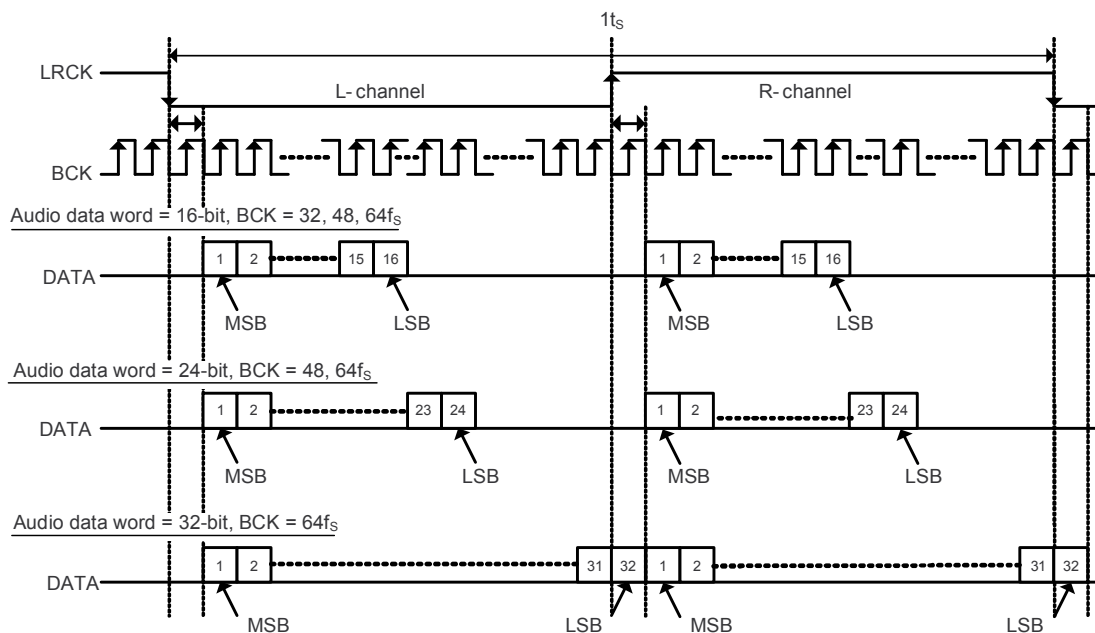 1tS
LRCK
L- channel
R- channel
BCK
Audio data word = 16-bit, BCK = 32, 48, 64fS
DATA
1 2 15 16 1 2 15 16
MSB LSB MSB LSB
Audio data word = 24-bit, BCK = 48, 64fS
DATA
1 2 23 24 1 2 23 24
MSB LSB MSB LSB
Audio data word = 32-bit, BCK = 64fS
DATA
1 2 31 32 1 2 31 32
MSB LSB MSB LSB